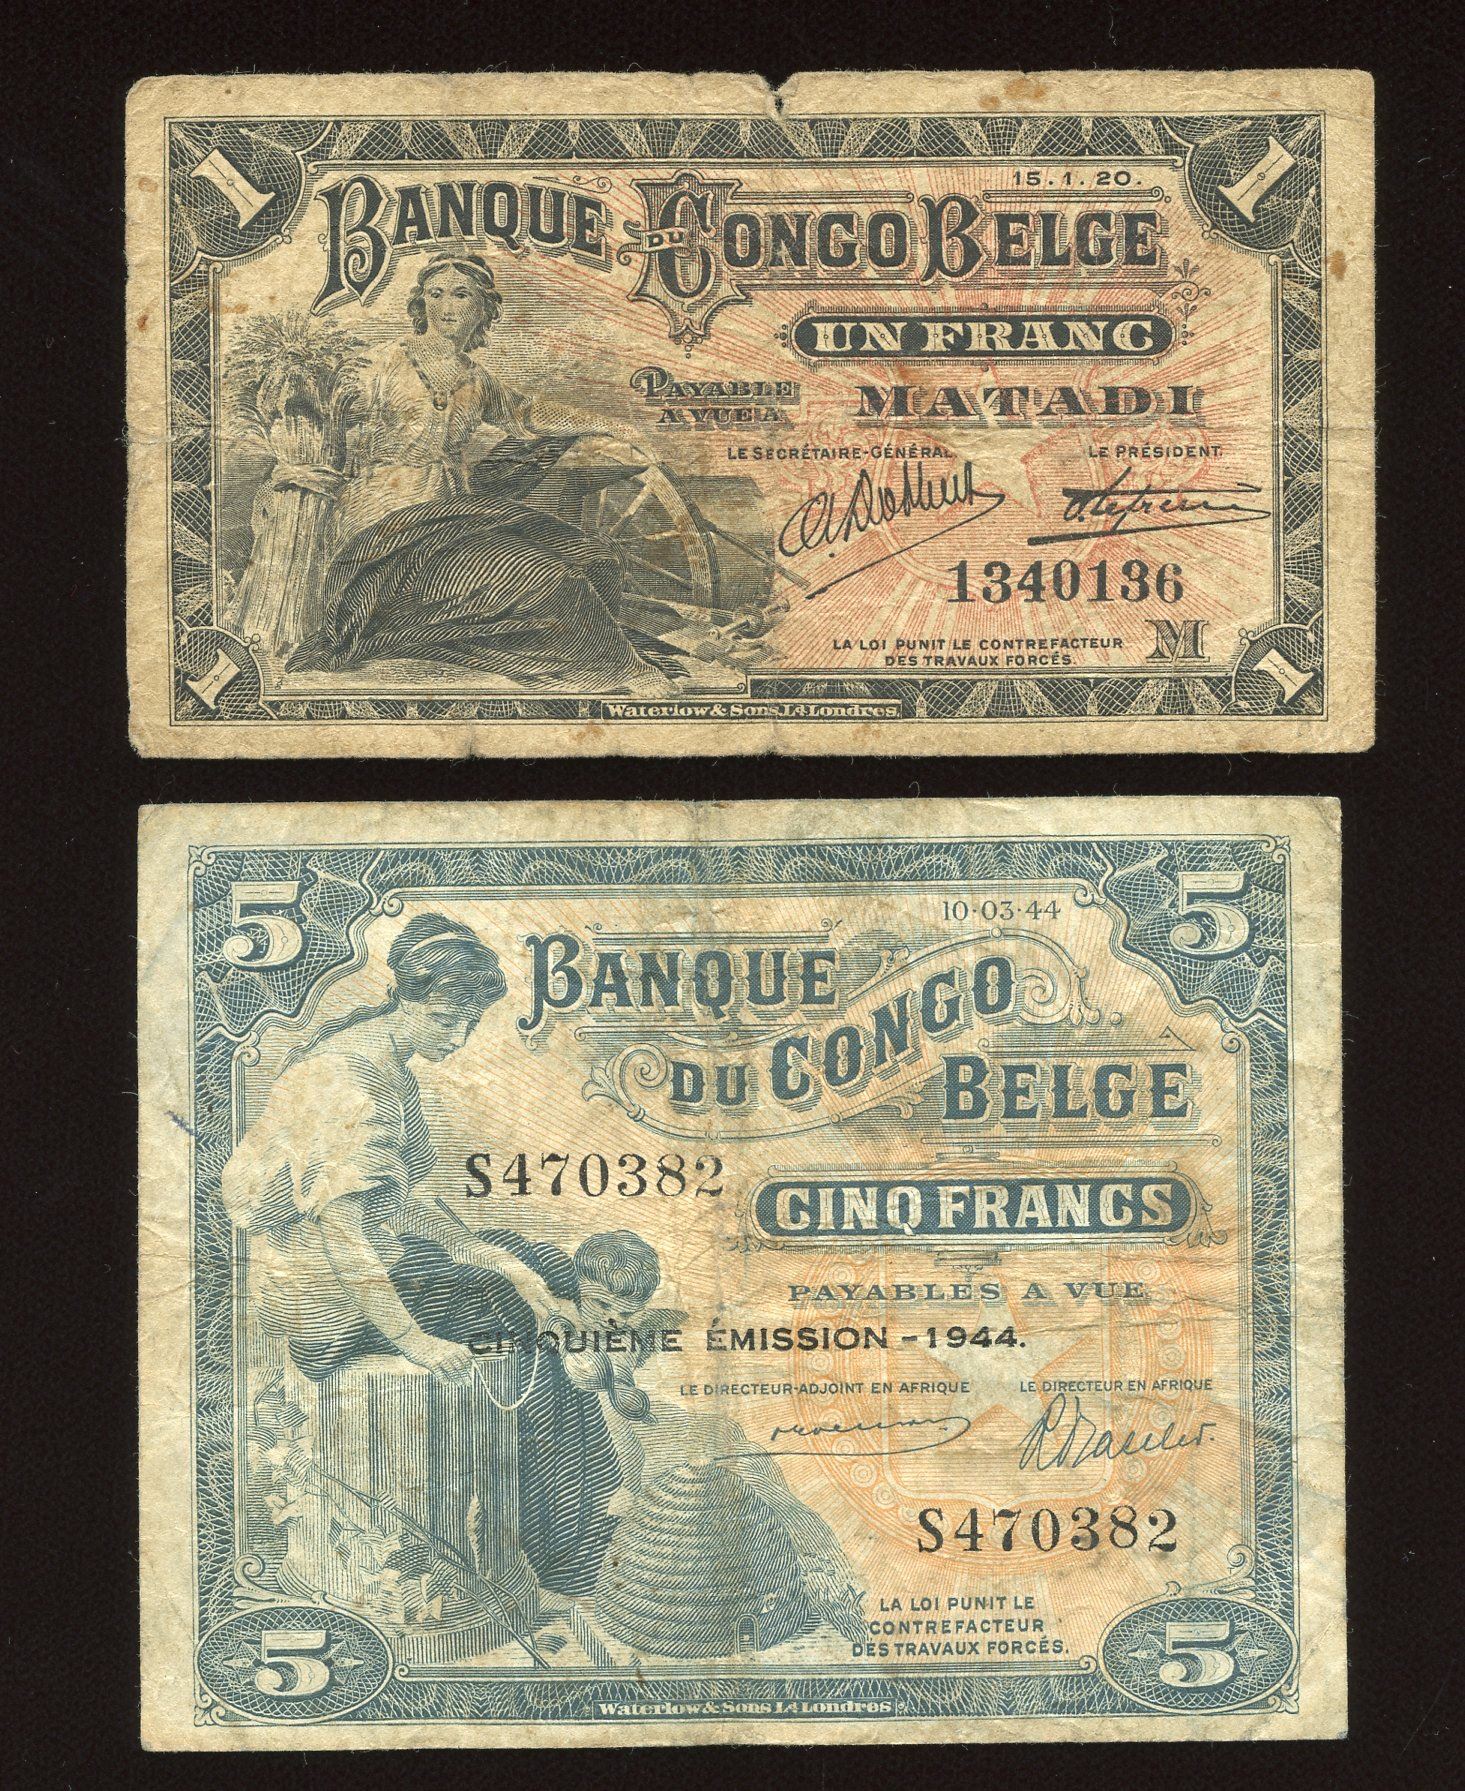 1
1
15.1.20.
BANQUE DU CONGO BELGE
UN FRANC
PAYABLE
A VUE A
MATADI
LE SECRÉTAIRE-GÉNÉRAL.
LE PRÉSIDENT.
1340136
LA LOI PUNIT LE CONTREFACTEUR
DES TRAVAUX FORCÉS.
M
1
1
Waterlow & Sons Ld. Londres
5
5
10·03·44
BANQUE
DU CONGO
BELGE
S470382
CINQ FRANCS
PAYABLES A VUE
CINQUIÈME ÉMISSION - 1944.
LE DIRECTEUR-ADJOINT EN AFRIQUE
LE DIRECTEUR EN AFRIQUE
S470382
LA LOI PUNIT LE
CONTREFACTEUR
DES TRAVAUX FORCÉS.
5
5
Waterlow & Sons Ld. Londres